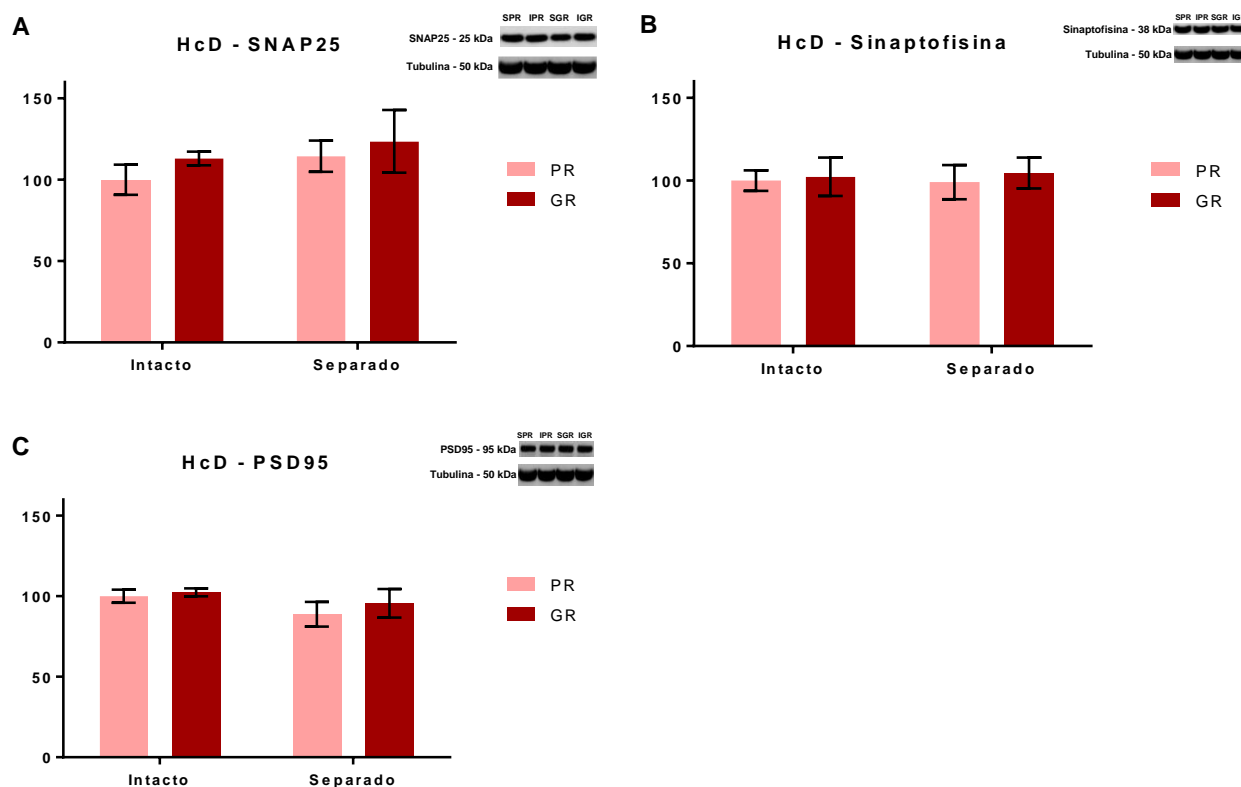 A
HcD - SNAP25
SPR IPR SGR IGR
SNAP25 - 25 kDa
Tubulina - 50 kDa
150
100
50
0
Intacto Separado
PR
GR
B
HcD - Sinaptofisina
SPR IPR SGR
Sinaptofisina - 38 kDa
Tubulina - 50 kDa
150
100
50
0
Intacto Separado
PR
GR
C
HcD - PSD95
SPR IPR SGR IGR
PSD95 - 95 kDa
Tubulina - 50 kDa
150
100
50
0
Intacto Separado
PR
GR